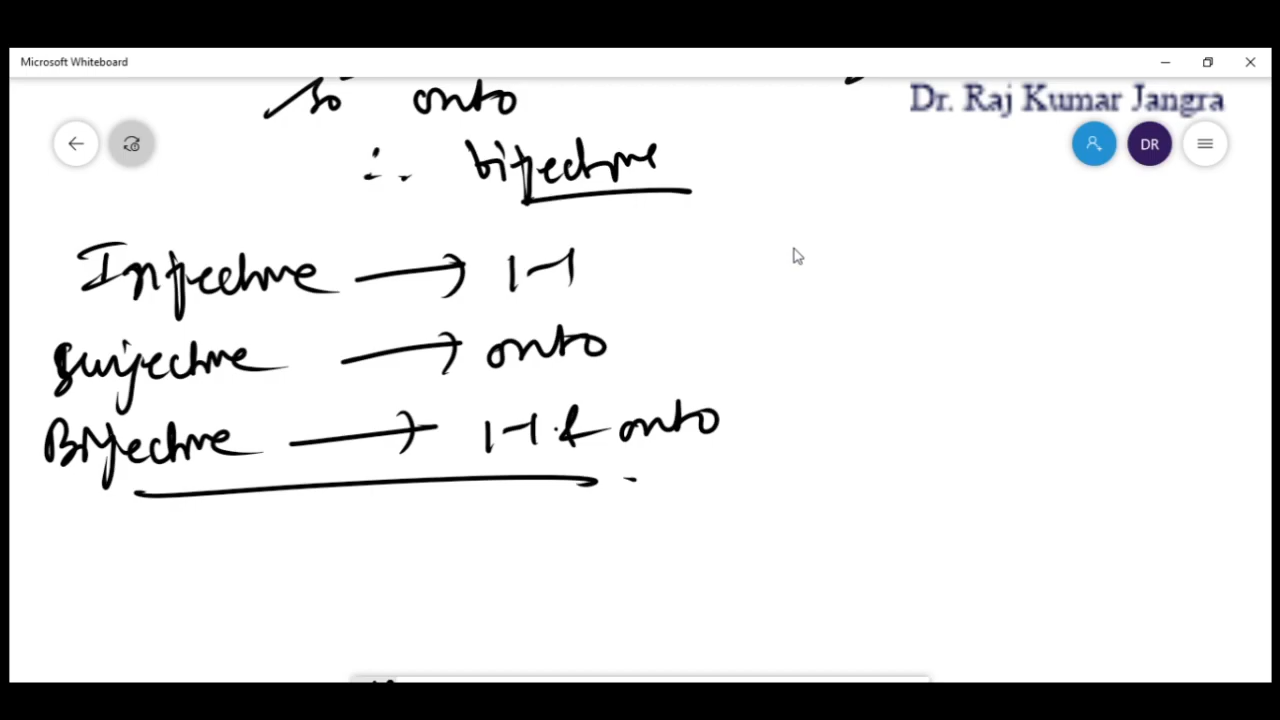 Microsoft Whiteboard
Dr. Raj Kumar Jangra
so onto
DR
∴ bijective
Injective → 1-1
Surjective → onto
Bijective → 1-1 & onto